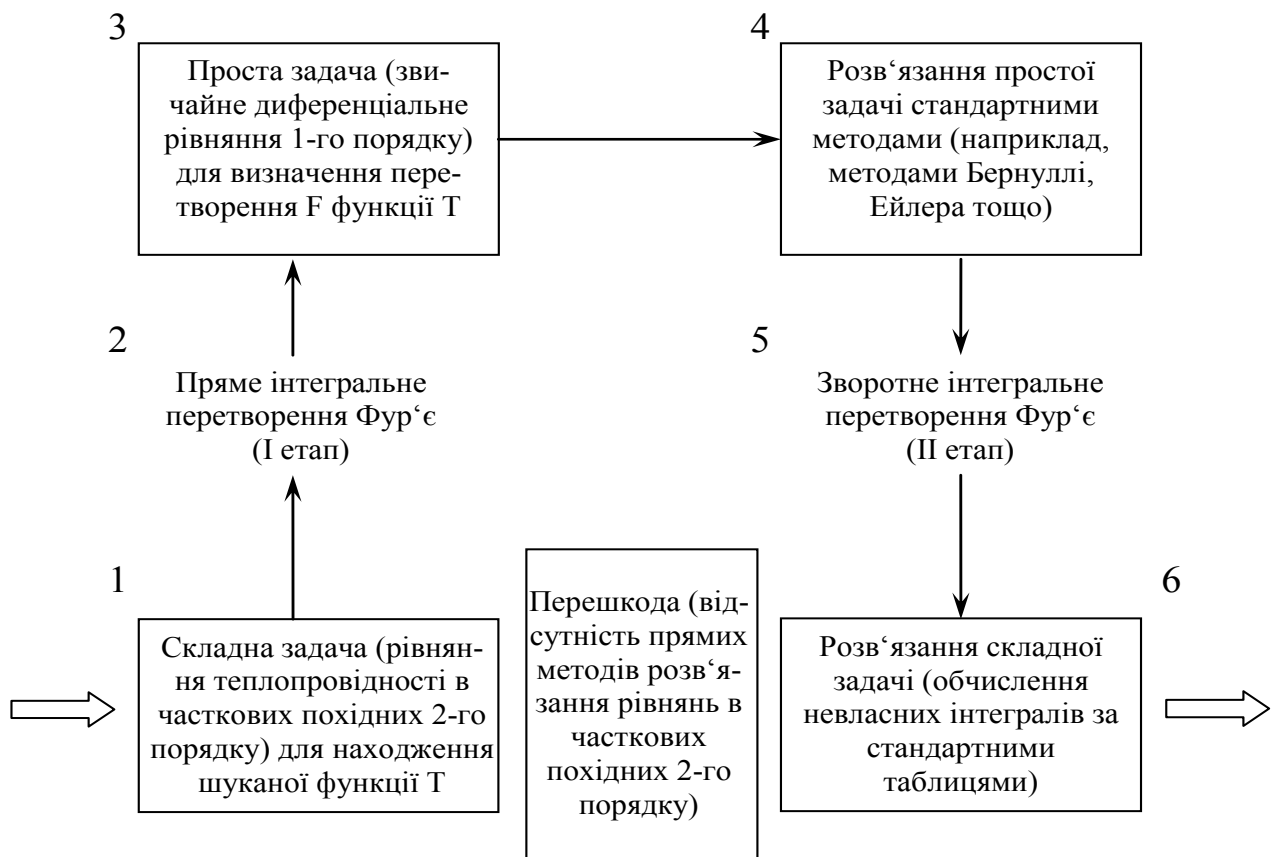 3
Проста задача (зви-
чайне диференціальне
рівняння 1-го порядку)
для визначення пере-
творення F функції Т
4
Розв‘язання простої
задачі стандартними
методами (наприклад,
методами Бернуллі,
Ейлера тощо)
2
Пряме інтегральне
перетворення Фур‘є
(І етап)
5
Зворотне інтегральне
перетворення Фур‘є
(ІІ етап)
1
Складна задача (рівнян-
ня теплопровідності в
часткових похідних 2-го
порядку) для находження
шуканої функції Т
Перешкода (від-
сутність прямих
методів розв‘я-
зання рівнянь в
часткових
похідних 2-го
порядку)
6
Розв‘язання складної
задачі (обчислення
невласних інтегралів за
стандартними
таблицями)